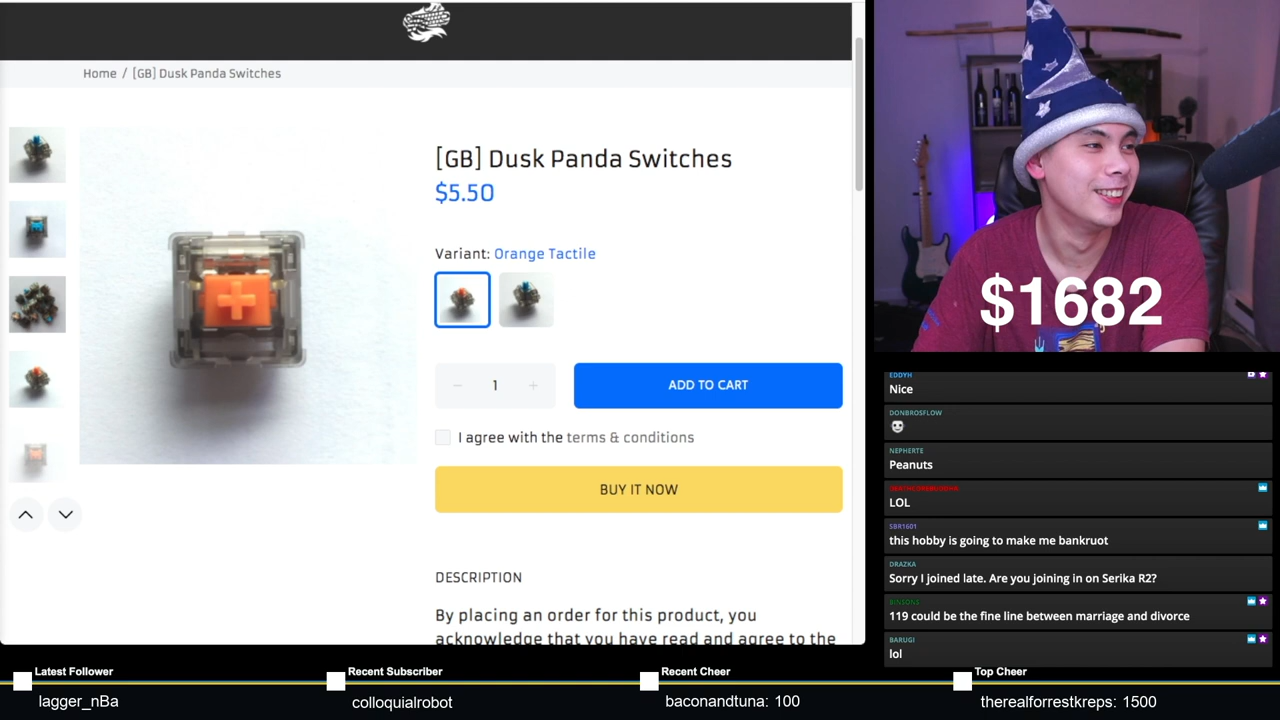 Home / [GB] Dusk Panda Switches
[GB] Dusk Panda Switches
$5.50
Variant: Orange Tactile
1
ADD TO CART
I agree with the terms & conditions
BUY IT NOW
DESCRIPTION
By placing an order for this product, you
acknowledge that you have read and agree to the
$1682
EDDYH
Nice
DONBROSFLOW
NEPHERTE
Peanuts
LOL
SBR1601
this hobby is going to make me bankruot
DRAZKA
Sorry I joined late. Are you joining in on Serika R2?
BINSONS
119 could be the fine line between marriage and divorce
BARUGI
lol
Latest Follower
lagger_nBa
Recent Subscriber
colloquialrobot
Recent Cheer
baconandtuna: 100
Top Cheer
therealforrestkreps: 1500